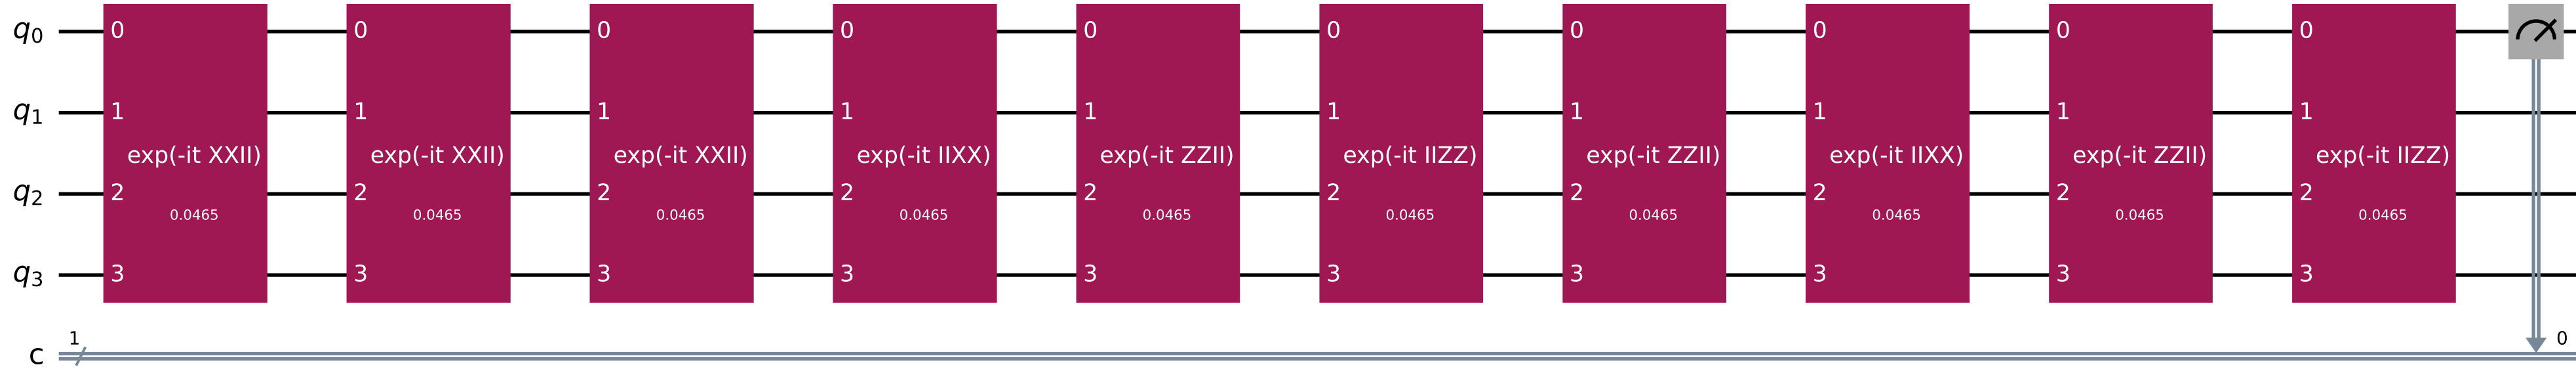 q0 0 0 0 0 0 0 0 0 0 0
q1 1 1 1 1 1 1 1 1 1 1
exp(-it XXII) exp(-it XXII) exp(-it XXII) exp(-it IIXX) exp(-it ZZII) exp(-it IIZZ) exp(-it ZZII) exp(-it IIXX) exp(-it ZZII) exp(-it IIZZ)
q2 2 2 2 2 2 2 2 2 2 2
0.0465 0.0465 0.0465 0.0465 0.0465 0.0465 0.0465 0.0465 0.0465 0.0465
q3 3 3 3 3 3 3 3 3 3 3
1 0
c